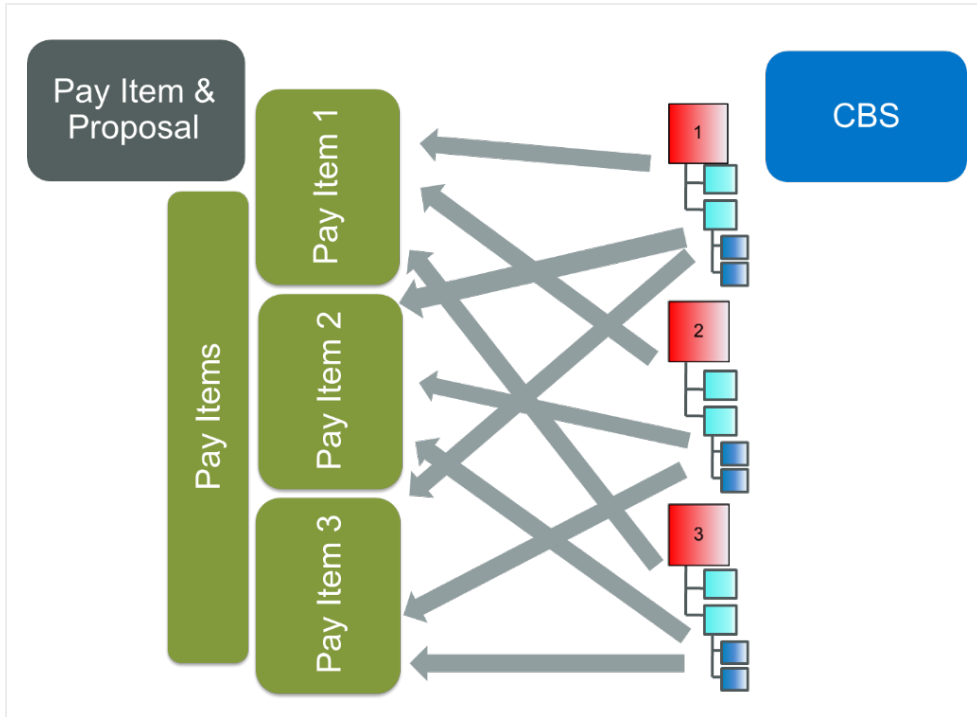 Pay Item &
Proposal
CBS
Pay Items
Pay Item 1
Pay Item 2
Pay Item 3
1
2
3